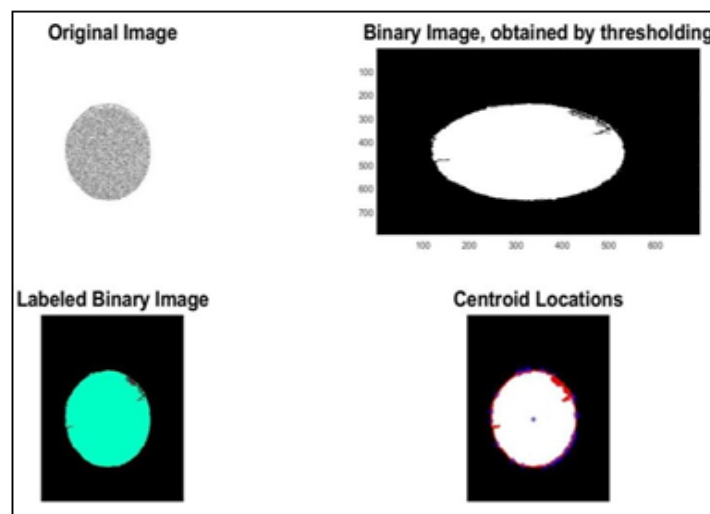 Original Image
Binary Image, obtained by thresholding
100
200
300
400
500
600
700
100 200 300 400 500 600
Labeled Binary Image
Centroid Locations